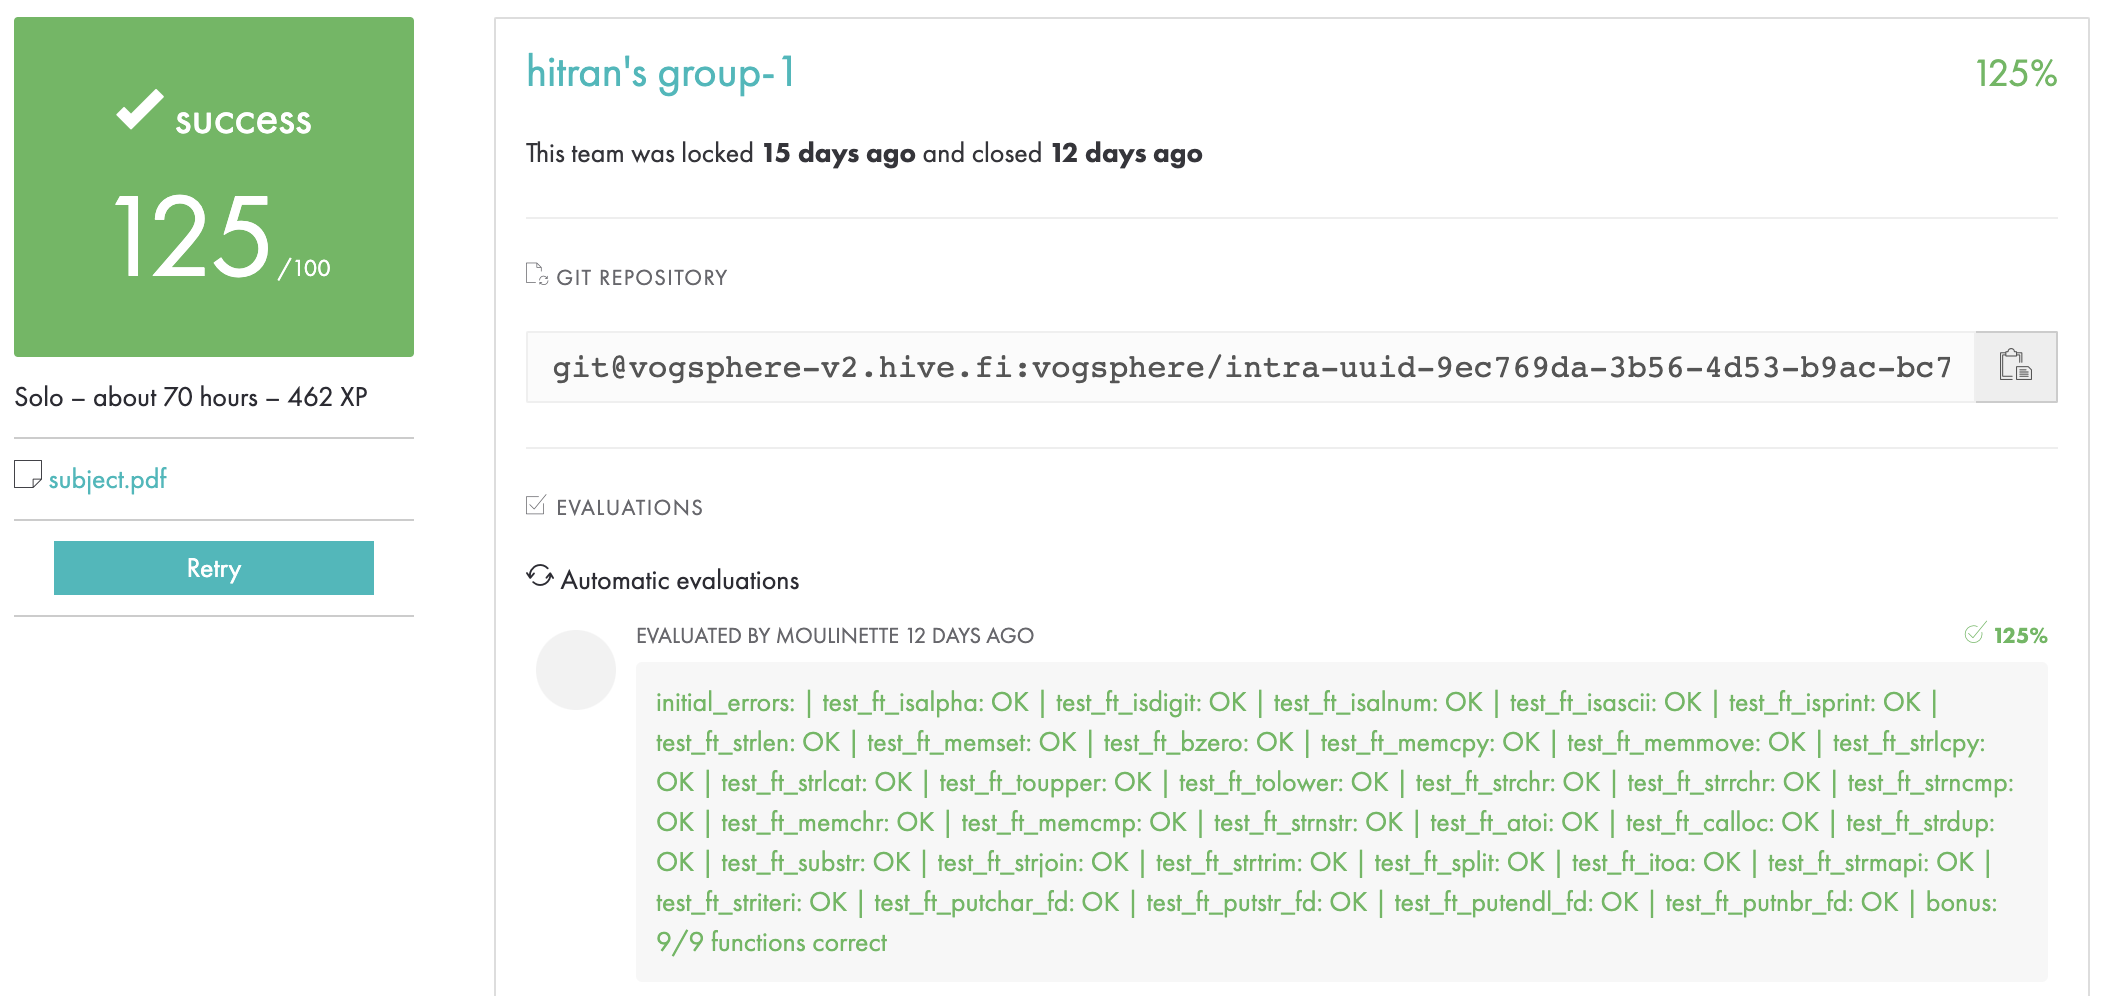 success
125 /100
Solo – about 70 hours – 462 XP
subject.pdf
Retry
hitran's group-1
125%
This team was locked 15 days ago and closed 12 days ago
GIT REPOSITORY
git@vogsphere-v2.hive.fi:vogsphere/intra-uuid-9ec769da-3b56-4d53-b9ac-bc7
EVALUATIONS
Automatic evaluations
EVALUATED BY MOULINETTE 12 DAYS AGO
125%
initial_errors: | test_ft_isalpha: OK | test_ft_isdigit: OK | test_ft_isalnum: OK | test_ft_isascii: OK | test_ft_isprint: OK |
test_ft_strlen: OK | test_ft_memset: OK | test_ft_bzero: OK | test_ft_memcpy: OK | test_ft_memmove: OK | test_ft_strlcpy:
OK | test_ft_strlcat: OK | test_ft_toupper: OK | test_ft_tolower: OK | test_ft_strchr: OK | test_ft_strrchr: OK | test_ft_strncmp:
OK | test_ft_memchr: OK | test_ft_memcmp: OK | test_ft_strnstr: OK | test_ft_atoi: OK | test_ft_calloc: OK | test_ft_strdup:
OK | test_ft_substr: OK | test_ft_strjoin: OK | test_ft_strtrim: OK | test_ft_split: OK | test_ft_itoa: OK | test_ft_strmapi: OK |
test_ft_striteri: OK | test_ft_putchar_fd: OK | test_ft_putstr_fd: OK | test_ft_putendl_fd: OK | test_ft_putnbr_fd: OK | bonus:
9/9 functions correct